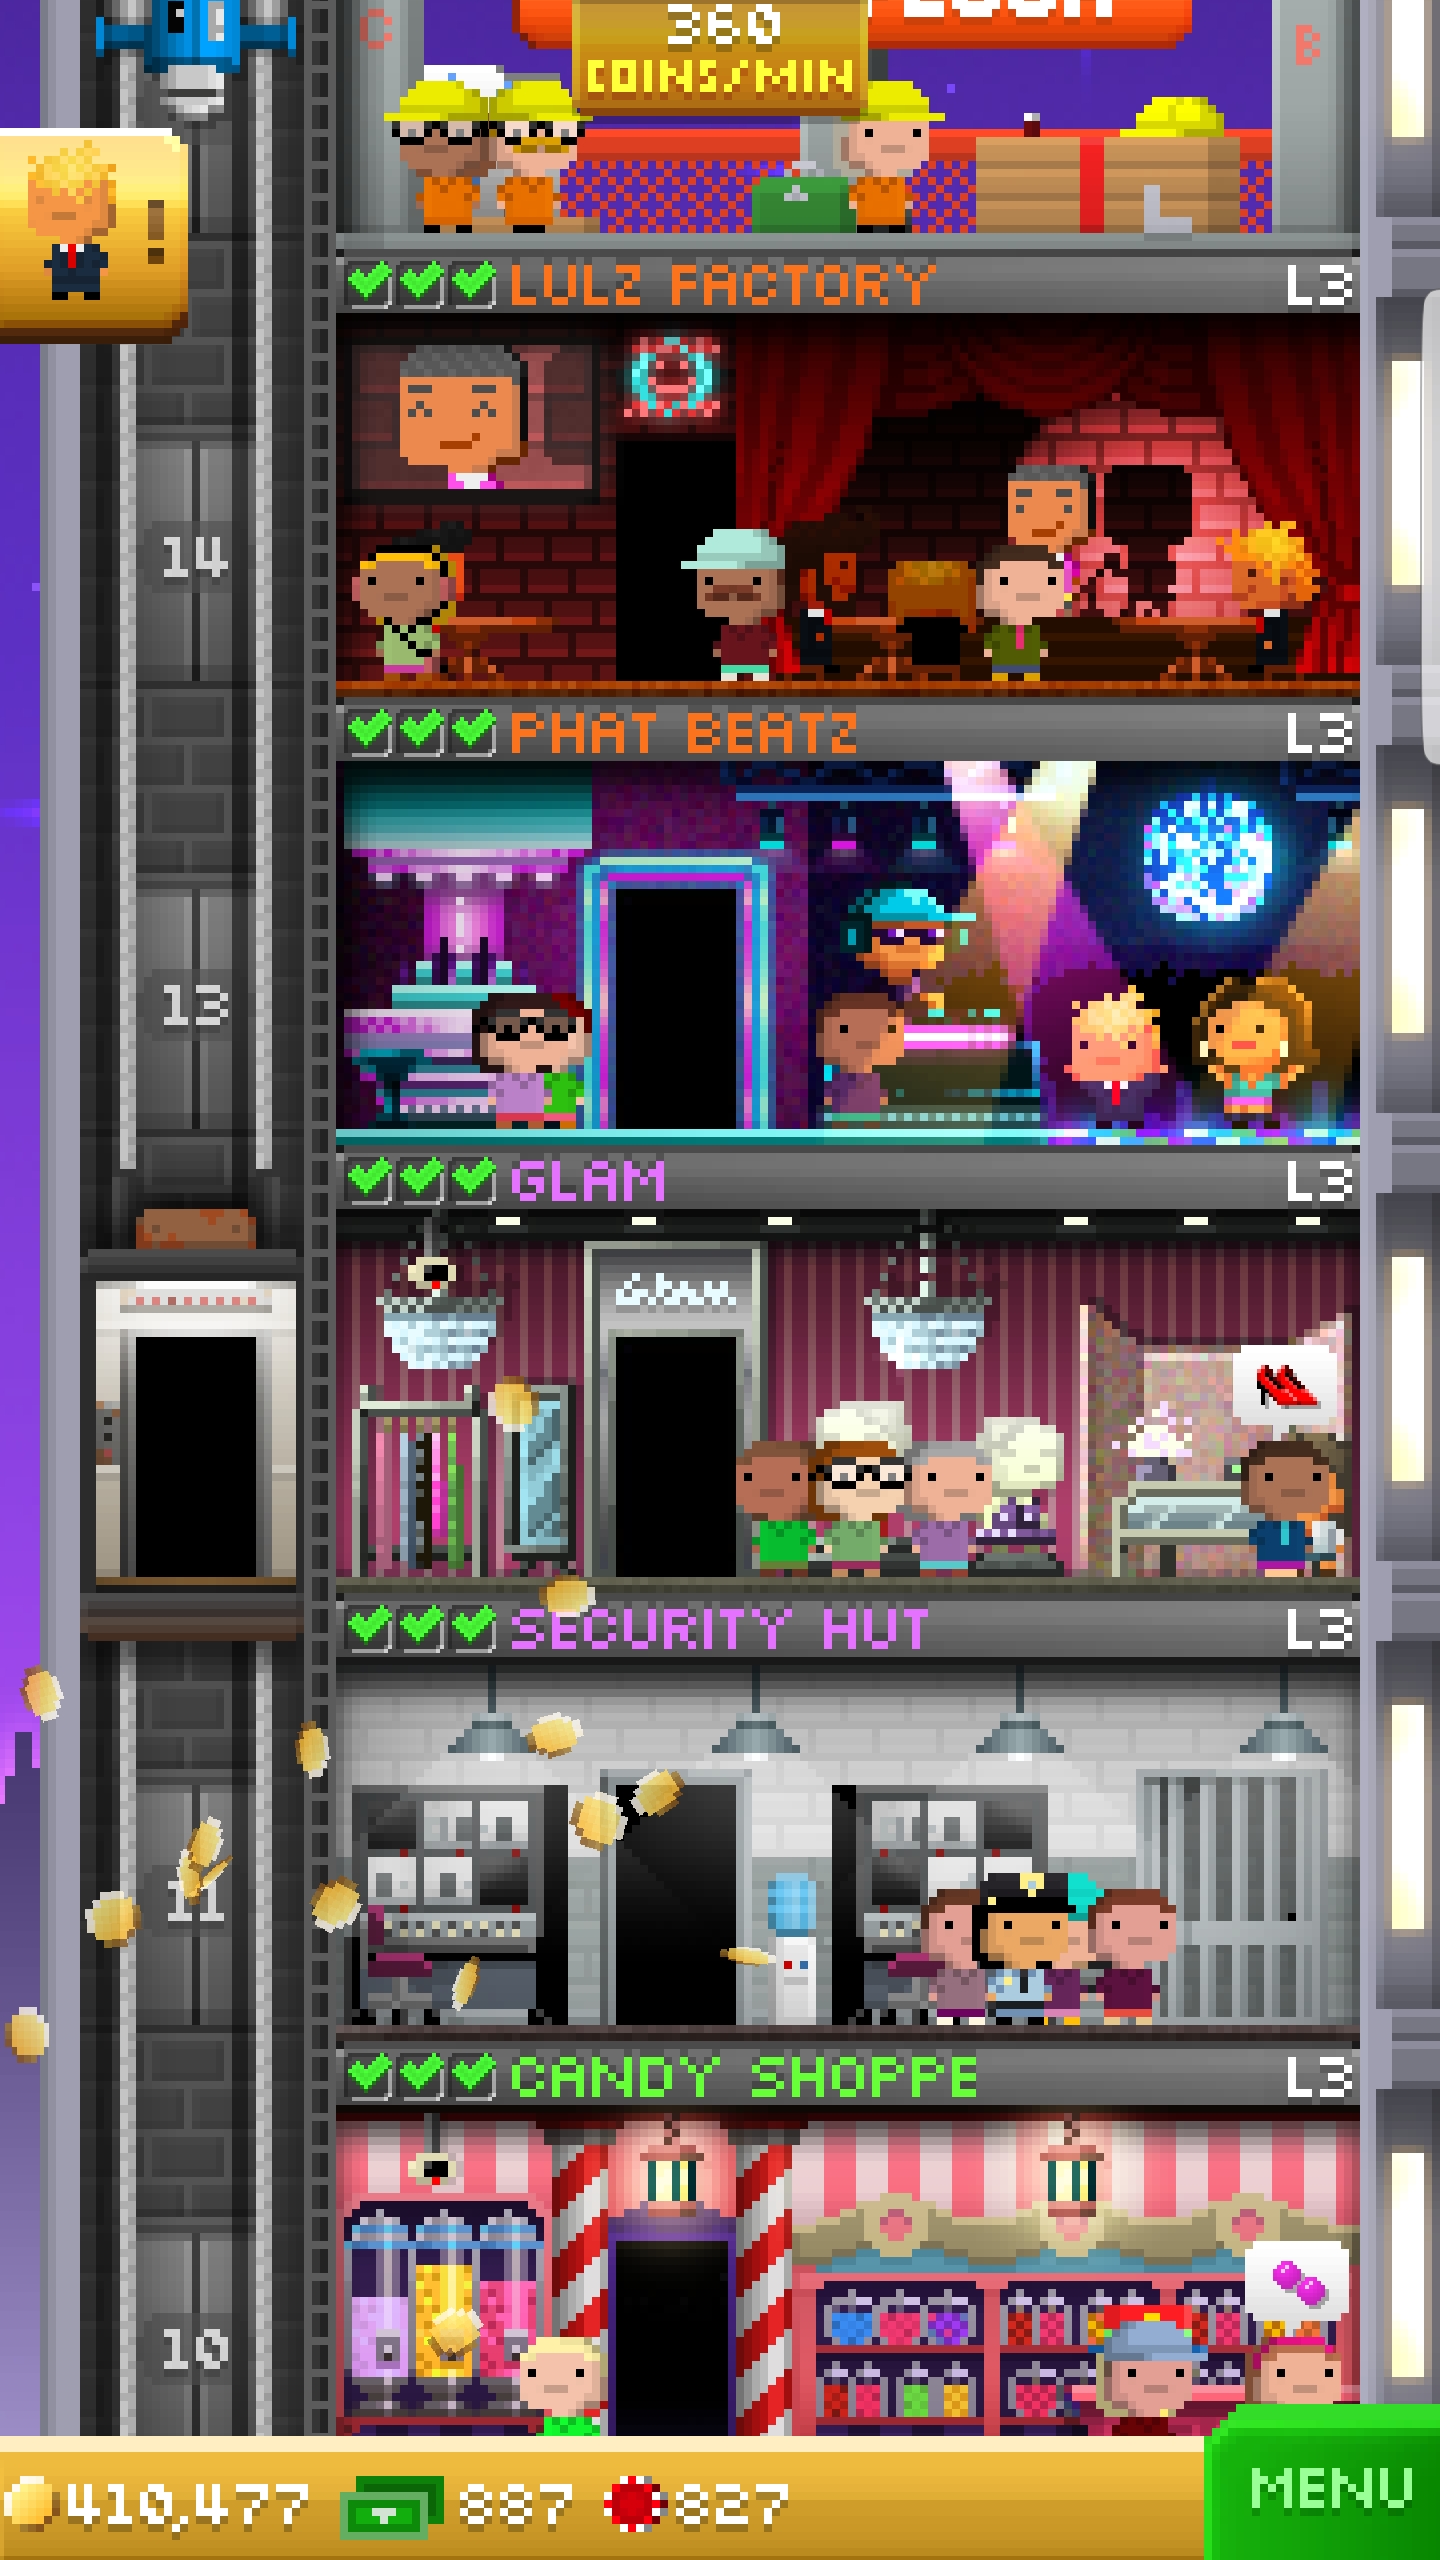 360
COINS/MIN
C
B
!
LULZ FACTORY
L3
14
PHAT BEATZ
L3
13
GLAM
L3
Glam
SECURITY HUT
L3
11
CANDY SHOPPE
L3
10
410,477
887
827
MENU